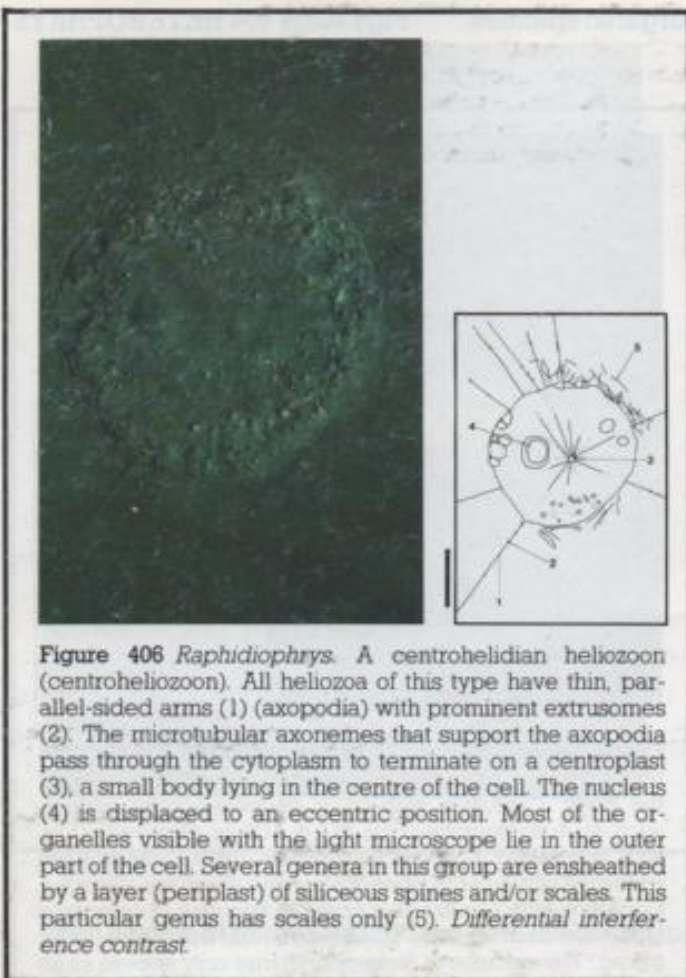 5
4
3
2
1
Figure 406 Raphidiophrys. A centrohelidian heliozoon
(centroheliozoon). All heliozoa of this type have thin, par-
allel-sided arms (1) (axopodia) with prominent extrusomes
(2). The microtubular axonemes that support the axopodia
pass through the cytoplasm to terminate on a centroplast
(3), a small body lying in the centre of the cell. The nucleus
(4) is displaced to an eccentric position. Most of the or-
ganelles visible with the light microscope lie in the outer
part of the cell. Several genera in this group are ensheathed
by a layer (periplast) of siliceous spines and/or scales. This
particular genus has scales only (5). Differential interfer-
ence contrast.